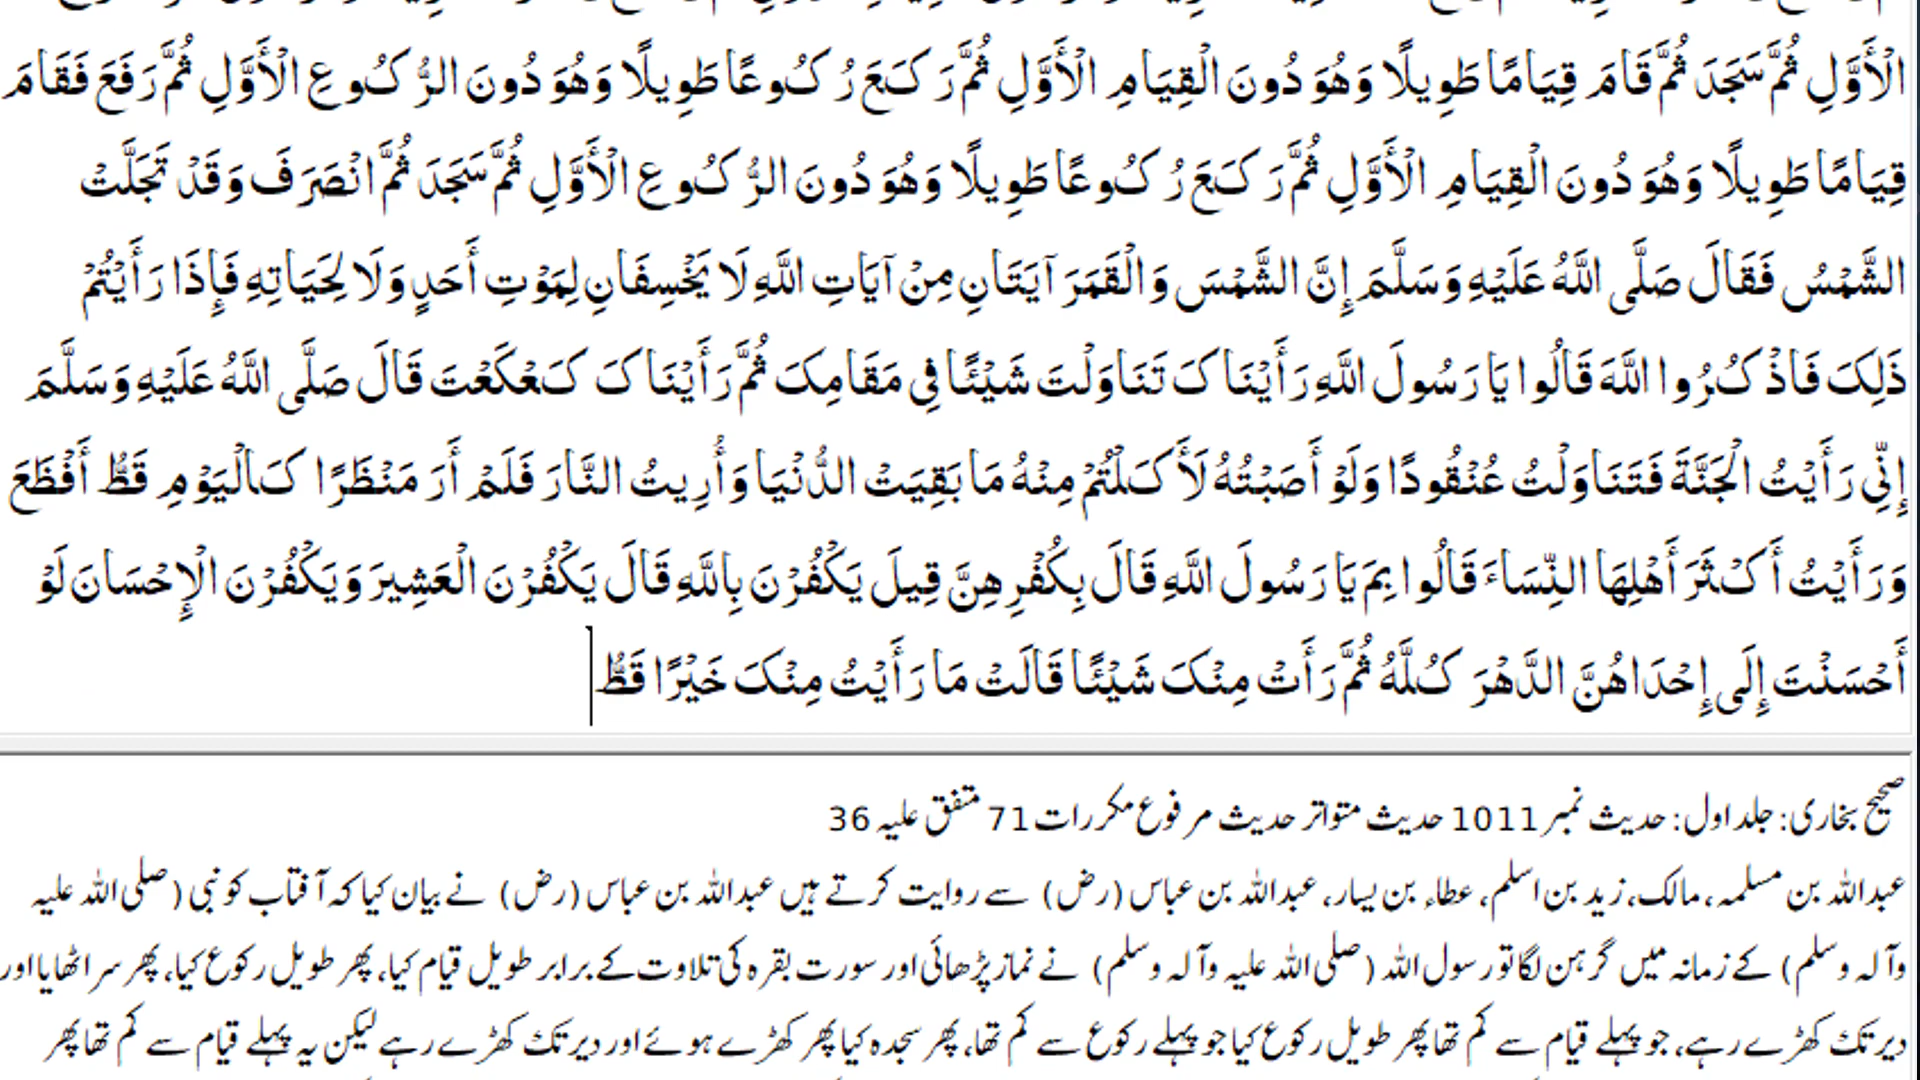 الْأَوَّلِ ثُمَّ سَجَدَ ثُمَّ قَامَ قِيَامًا طَوِيلًا وَهُوَ دُونَ الْقِيَامِ الْأَوَّلِ ثُمَّ رَکَعَ رُکُوعًا طَوِيلًا وَهُوَ دُونَ الرُّکُوعِ الْأَوَّلِ ثُمَّ رَفَعَ فَقَامَ
قِيَامًا طَوِيلًا وَهُوَ دُونَ الْقِيَامِ الْأَوَّلِ ثُمَّ رَکَعَ رُکُوعًا طَوِيلًا وَهُوَ دُونَ الرُّکُوعِ الْأَوَّلِ ثُمَّ سَجَدَ ثُمَّ انْصَرَفَ وَقَدْ تَجَلَّتْ
الشَّمْسُ فَقَالَ صَلَّی اللَّهُ عَلَيْهِ وَسَلَّمَ إِنَّ الشَّمْسَ وَالْقَمَرَ آيَتَانِ مِنْ آيَاتِ اللَّهِ لَا يَخْسِفَانِ لِمَوْتِ أَحَدٍ وَلَا لِحَيَاتِهِ فَإِذَا رَأَيْتُمْ
ذَلِکَ فَاذْکُرُوا اللَّهَ قَالُوا يَا رَسُولَ اللَّهِ رَأَيْنَاکَ تَنَاوَلْتَ شَيْئًا فِي مَقَامِکَ ثُمَّ رَأَيْنَاکَ کَعْکَعْتَ قَالَ صَلَّی اللَّهُ عَلَيْهِ وَسَلَّمَ
إِنِّي رَأَيْتُ الْجَنَّةَ فَتَنَاوَلْتُ عُنْقُودًا وَلَوْ أَصَبْتُهُ لَأَکَلْتُمْ مِنْهُ مَا بَقِيَتْ الدُّنْيَا وَأُرِيتُ النَّارَ فَلَمْ أَرَ مَنْظَرًا کَالْيَوْمِ قَطُّ أَفْظَعَ
وَرَأَيْتُ أَکْثَرَ أَهْلِهَا النِّسَاءَ قَالُوا بِمَ يَا رَسُولَ اللَّهِ قَالَ بِکُفْرِهِنَّ قِيلَ يَکْفُرْنَ بِاللَّهِ قَالَ يَکْفُرْنَ الْعَشِيرَ وَيَکْفُرْنَ الْإِحْسَانَ لَوْ
أَحْسَنْتَ إِلَی إِحْدَاهُنَّ الدَّهْرَ کُلَّهُ ثُمَّ رَأَتْ مِنْکَ شَيْئًا قَالَتْ مَا رَأَيْتُ مِنْکَ خَيْرًا قَطُّ
صحیح بخاری: جلد اول: حدیث نمبر 1011 حدیث متواتر حدیث مرفوع مکررات 71 متفق علیہ 36
عبداللہ بن مسلمہ، مالک، زید بن اسلم، عطاء بن یسار، عبداللہ بن عباس (رض) سے روایت کرتے ہیں عبداللہ بن عباس (رض) نے بیان کیا کہ آفتاب کو نبی (صلی اللہ علیہ
وآلہ وسلم) کے زمانہ میں گرہن لگا تو رسول اللہ (صلی اللہ علیہ وآلہ وسلم) نے نماز پڑھائی اور سورت بقرہ کی تلاوت کے برابر طویل قیام کیا، پھر طویل رکوع کیا، پھر سر اٹھایا اور
دیر تک کھڑے رہے، جو پہلے قیام سے کم تھا پھر طویل رکوع کیا جو پہلے رکوع سے کم تھا، پھر سجدہ کیا پھر کھڑے ہوئے اور دیر تک کھڑے رہے لیکن یہ پہلے قیام سے کم تھا پھر